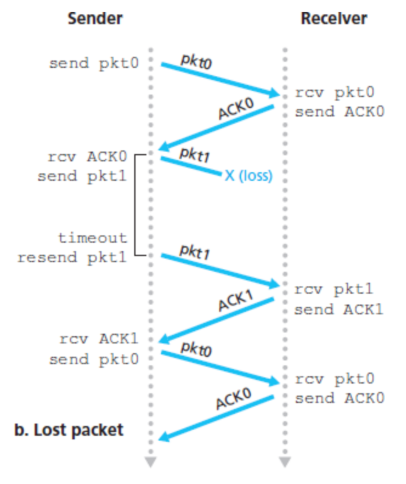 Sender
Receiver
send pkt0
pkt0
rcv pkt0
send ACK0
ACK0
rcv ACK0
send pkt1
pkt1
X (loss)
timeout
resend pkt1
pkt1
rcv pkt1
send ACK1
ACK1
rcv ACK1
send pkt0
pkt0
rcv pkt0
send ACK0
ACK0
b. Lost packet